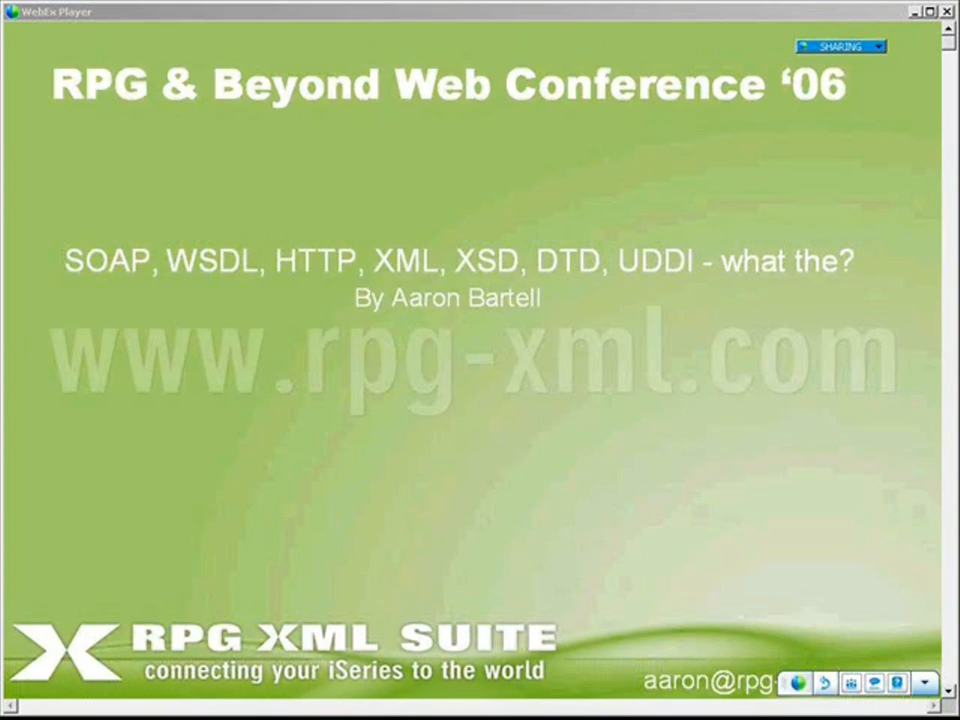 WebEx Player
SHARING
RPG & Beyond Web Conference ‘06
SOAP, WSDL, HTTP, XML, XSD, DTD, UDDI - what the?
By Aaron Bartell
www.rpg-xml.com
RPG XML SUITE
connecting your iSeries to the world
aaron@rpg-